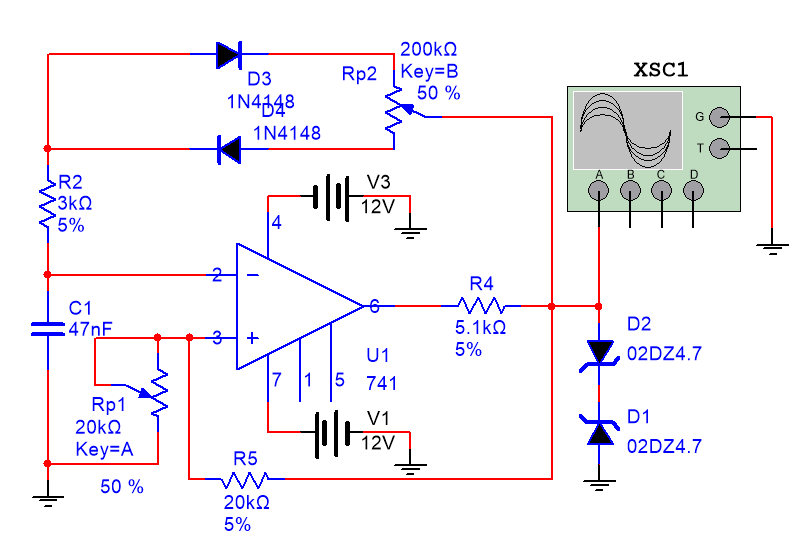 XSC1
G
T
A
B
C
D
D3
1N4148
D4
1N4148
Rp2
200kΩ
Key=B
50 %
R2
3kΩ
5%
V3
12V
4
2
3
6
7
1
5
U1
741
R4
5.1kΩ
5%
D2
02DZ4.7
D1
02DZ4.7
C1
47nF
Rp1
20kΩ
Key=A
50 %
V1
12V
R5
20kΩ
5%